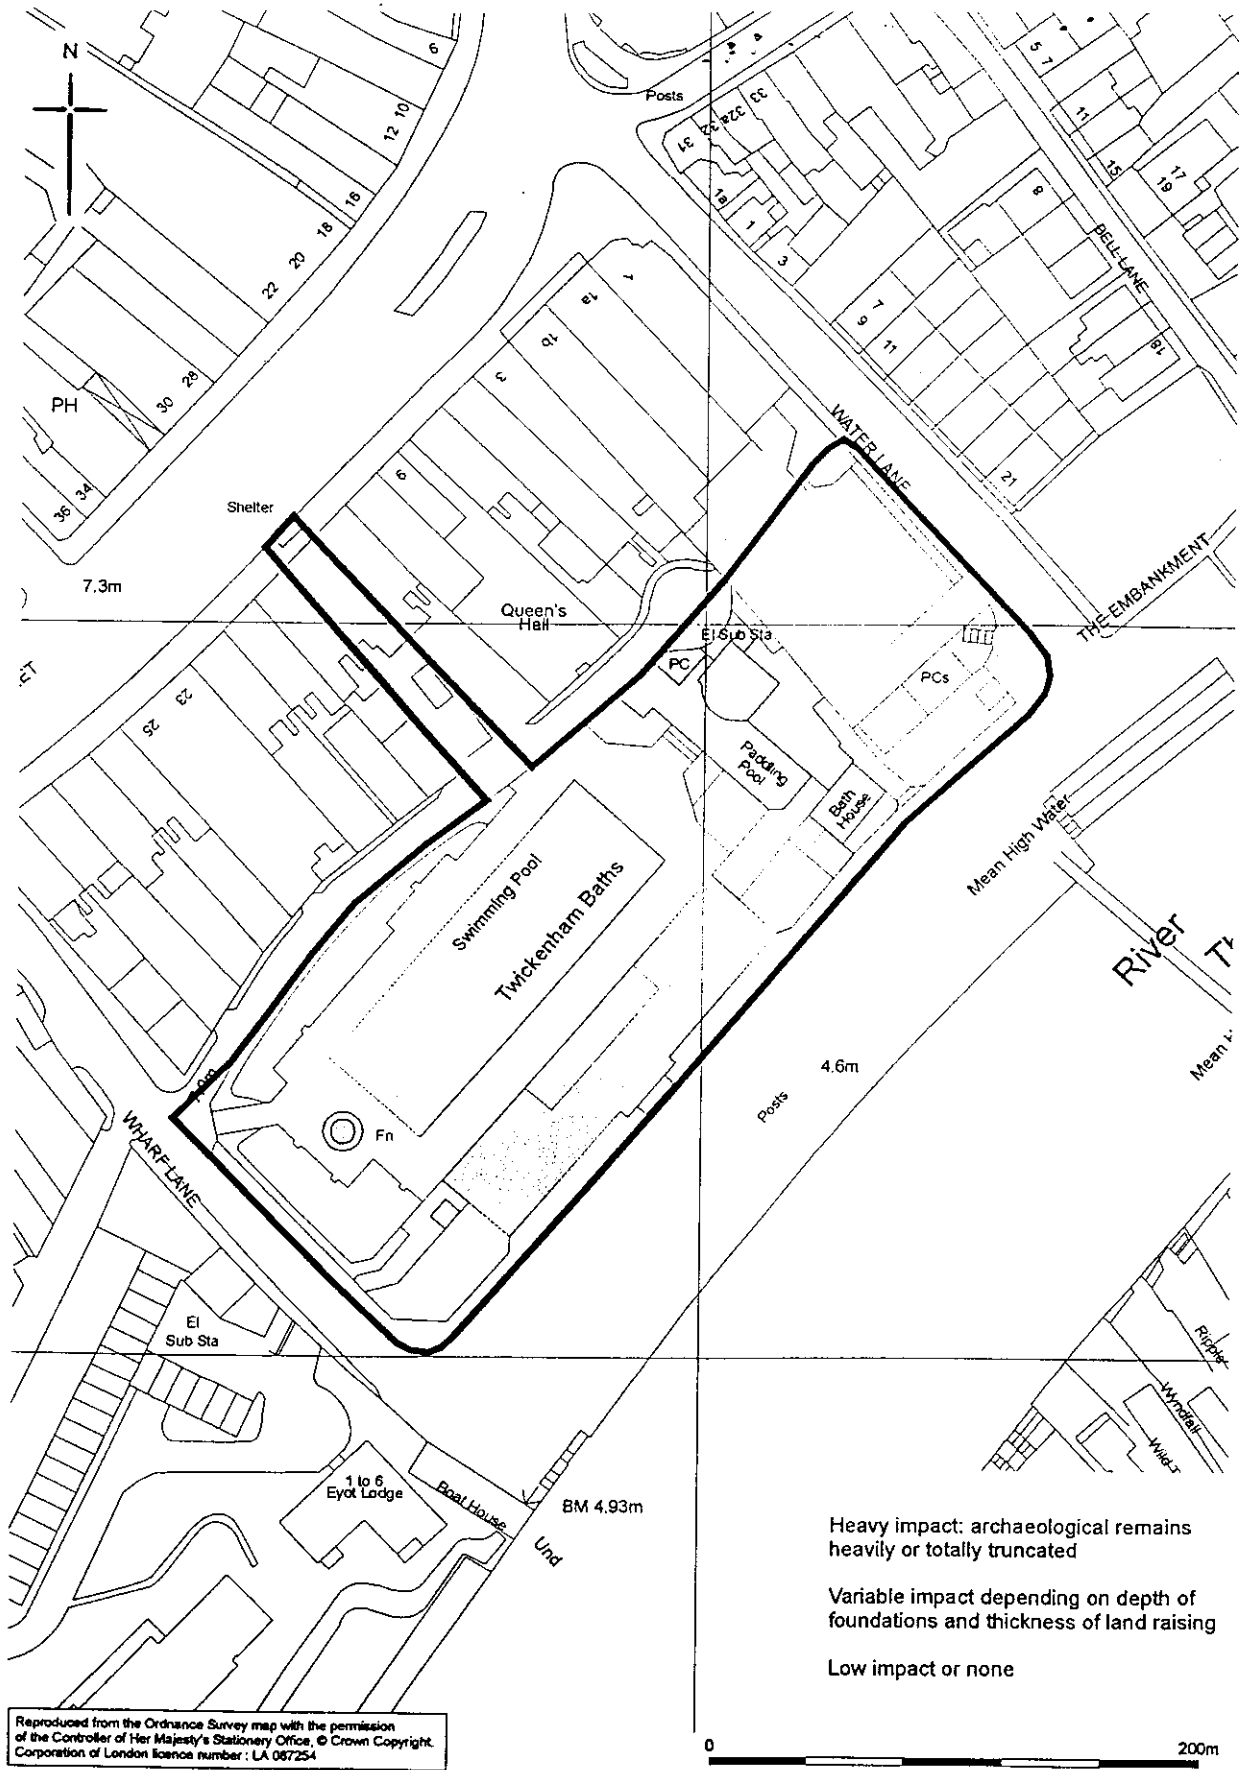 N
6
10
12
16
18
20
22
28
30
34
36
PH
Posts
33
32a
32
31
1a
1
3
7
9
11
21
5
7
11
15
17
19
8
18
BELL LANE
1
1a
1b
3
9
WATER LANE
THE EMBANKMENT
Shelter
7.3m
Queen's
Hall
El Sub Sta
PC
PCs
23
25
ET
Paddling
Pool
Bath
House
Swimming Pool
Twickenham Baths
Mean High Water
River
Th
Mean H
4.6m
Posts
Fn
WHARF LANE
El
Sub Sta
1 to 6
Eyot Lodge
Boat House
BM 4.93m
Und
Ripple
Wyndfall
Heavy impact: archaeological remains
heavily or totally truncated
Variable impact depending on depth of
foundations and thickness of land raising
Low impact or none
Reproduced from the Ordnance Survey map with the permission
of the Controller of Her Majesty's Stationery Office, © Crown Copyright.
Corporation of London licence number : LA 087254
0
200m